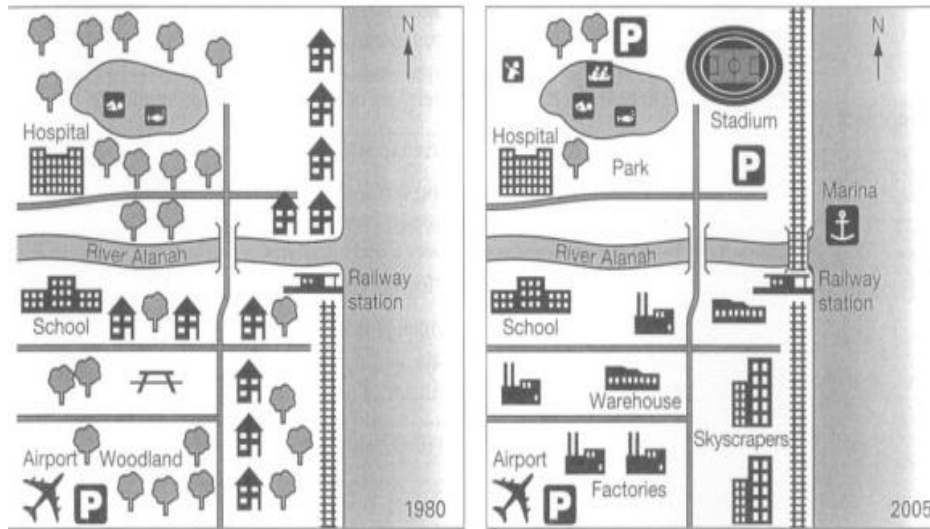 N
Hospital
River Alanah
Railway
station
School
Airport
Woodland
P
1980
P
N
Hospital
Stadium
Park
P
Marina
River Alanah
Railway
station
School
Warehouse
Skyscrapers
Airport
Factories
P
2005